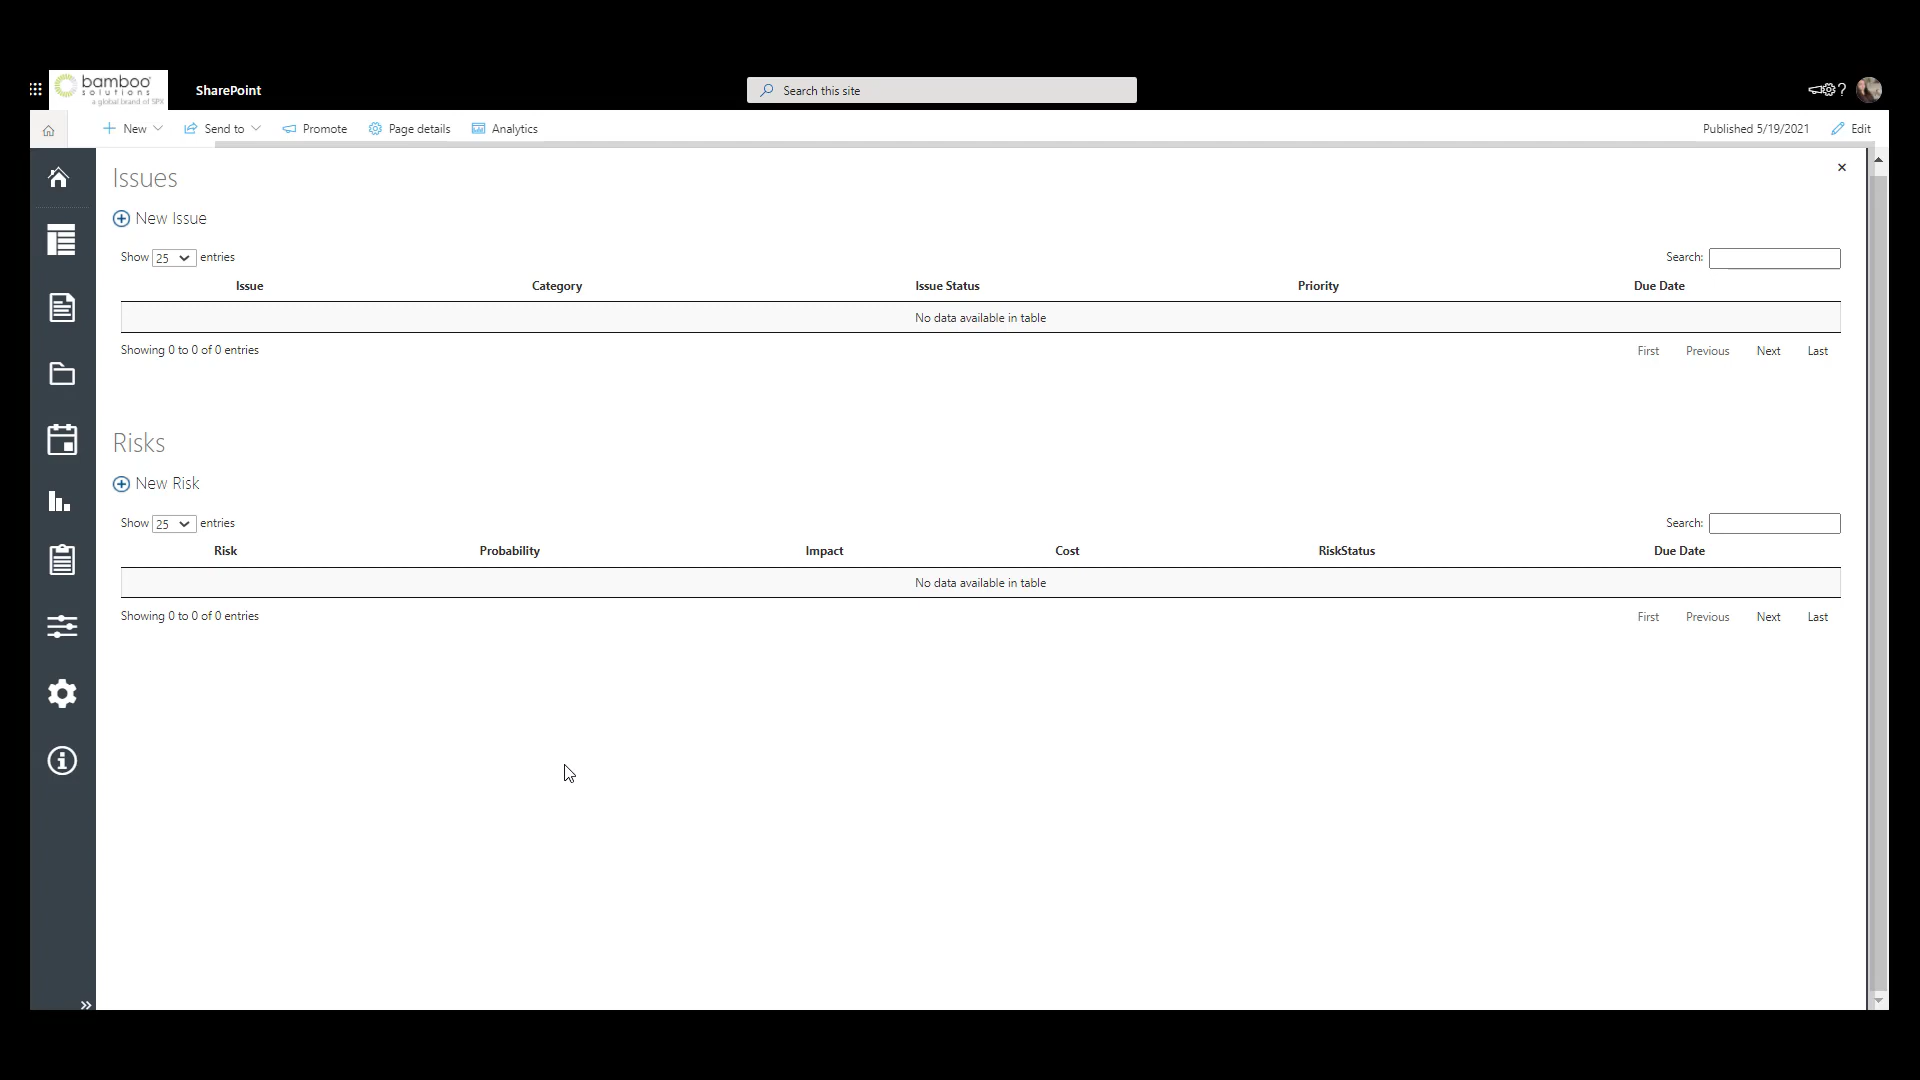 bamboo
solutions
a global brand of SPX
SharePoint
Search this site
?
New
Send to
Promote
Page details
Analytics
Published 5/19/2021
Edit
Issues
New Issue
Show 25 entries
Search:
Issue Category Issue Status Priority Due Date
No data available in table
Showing 0 to 0 of 0 entries
First Previous Next Last
Risks
New Risk
Show 25 entries
Search:
Risk Probability Impact Cost RiskStatus Due Date
No data available in table
Showing 0 to 0 of 0 entries
First Previous Next Last